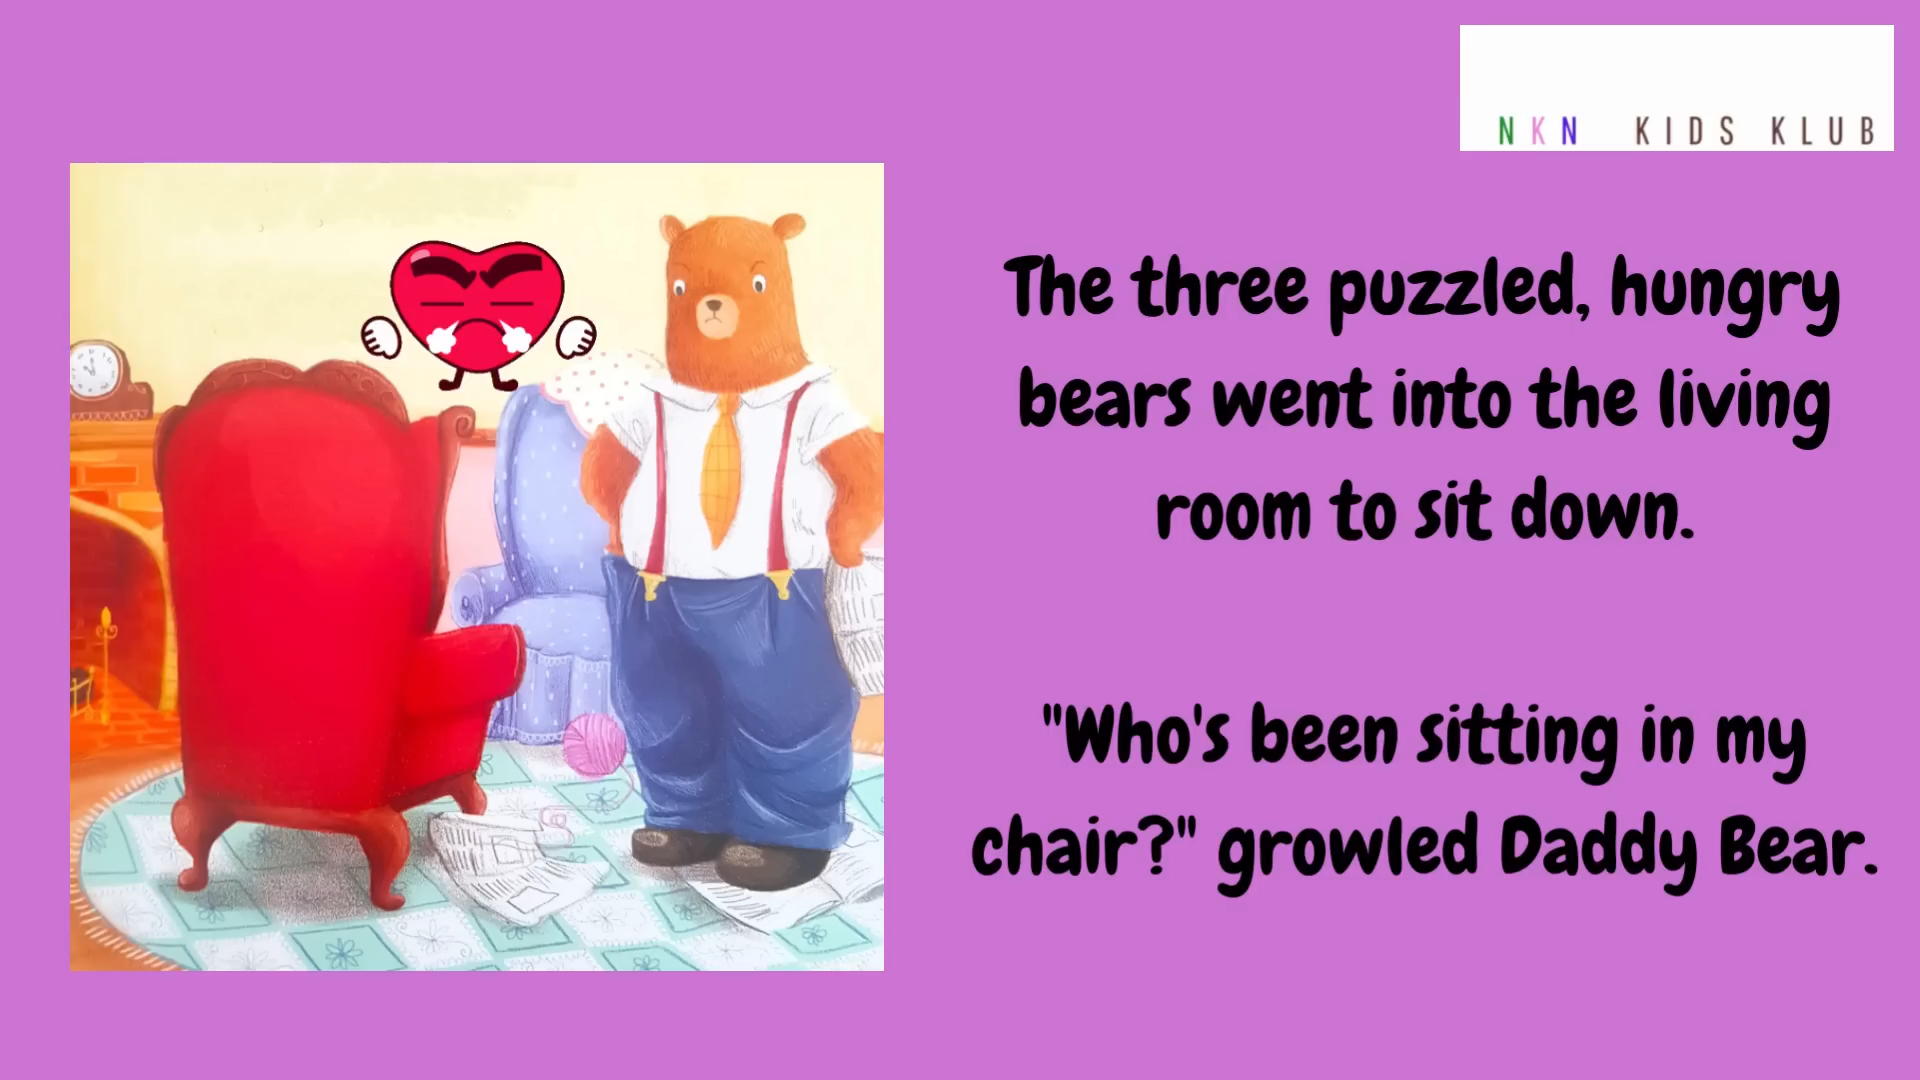 NKN KIDS KLUB
The three puzzled, hungry
bears went into the living
room to sit down.
"Who's been sitting in my
chair?" growled Daddy Bear.